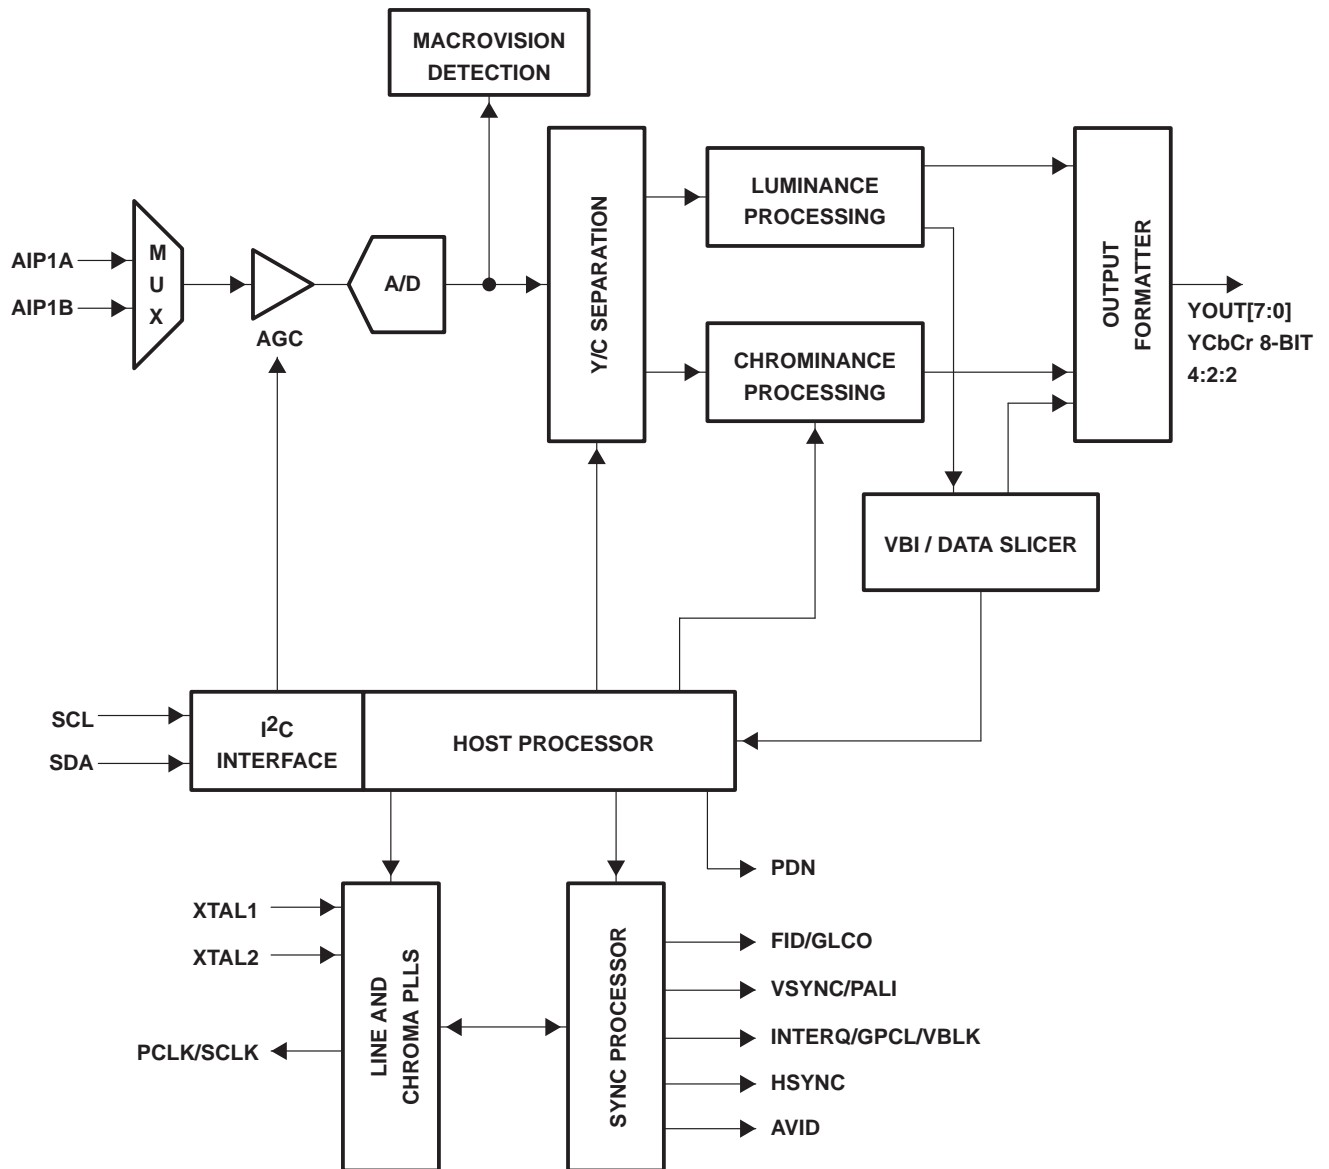 MACROVISION
DETECTION
AIP1A
AIP1B
M
U
X
AGC
A/D
Y/C SEPARATION
LUMINANCE
PROCESSING
CHROMINANCE
PROCESSING
OUTPUT
FORMATTER
YOUT[7:0]
YCbCr 8-BIT
4:2:2
VBI / DATA SLICER
SCL
SDA
I2C
INTERFACE
HOST PROCESSOR
PDN
XTAL1
XTAL2
PCLK/SCLK
LINE AND
CHROMA PLLS
SYNC PROCESSOR
FID/GLCO
VSYNC/PALI
INTERQ/GPCL/VBLK
HSYNC
AVID